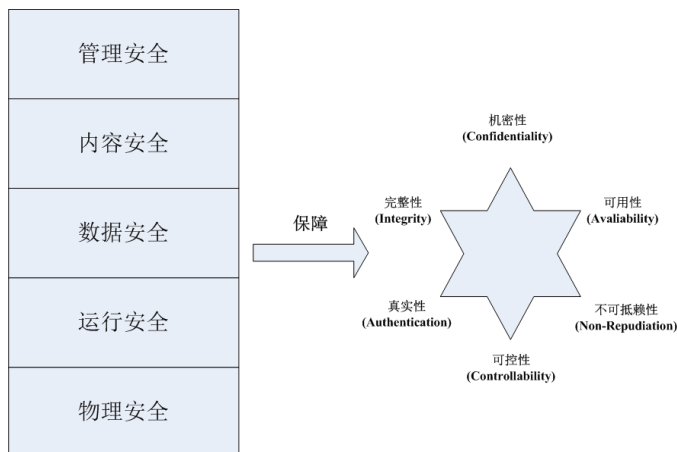 管理安全
内容安全
数据安全
运行安全
物理安全
保障
机密性
(Confidentiality)
完整性
(Integrity)
可用性
(Avaliability)
真实性
(Authentication)
不可抵赖性
(Non-Repudiation)
可控性
(Controllability)